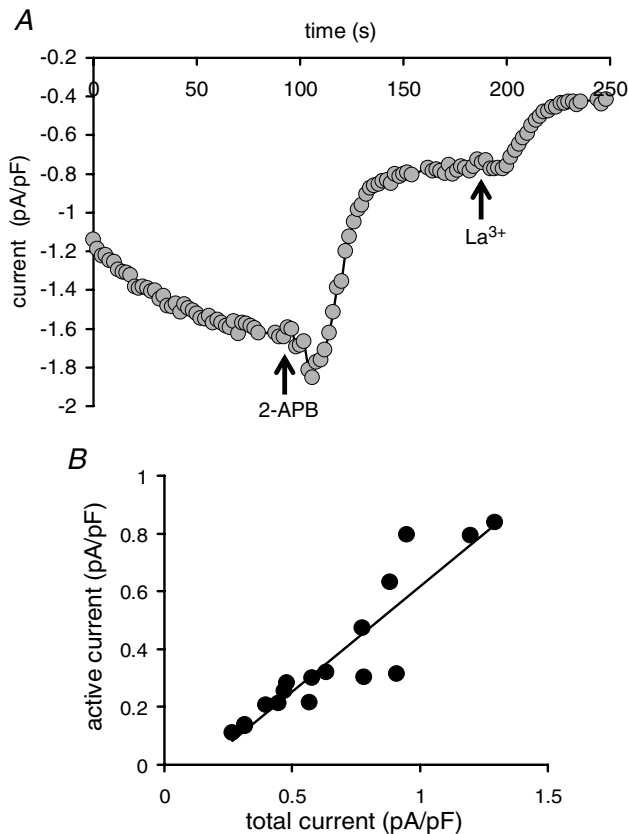 A
time (s)
-0.2
0 50 100 150 200 250
-0.4
-0.6
-0.8
-1
-1.2
-1.4
-1.6
-1.8
-2
current (pA/pF)
2-APB
La³⁺
B
1
0.8
0.6
0.4
0.2
0
active current (pA/pF)
0 0.5 1 1.5
total current (pA/pF)